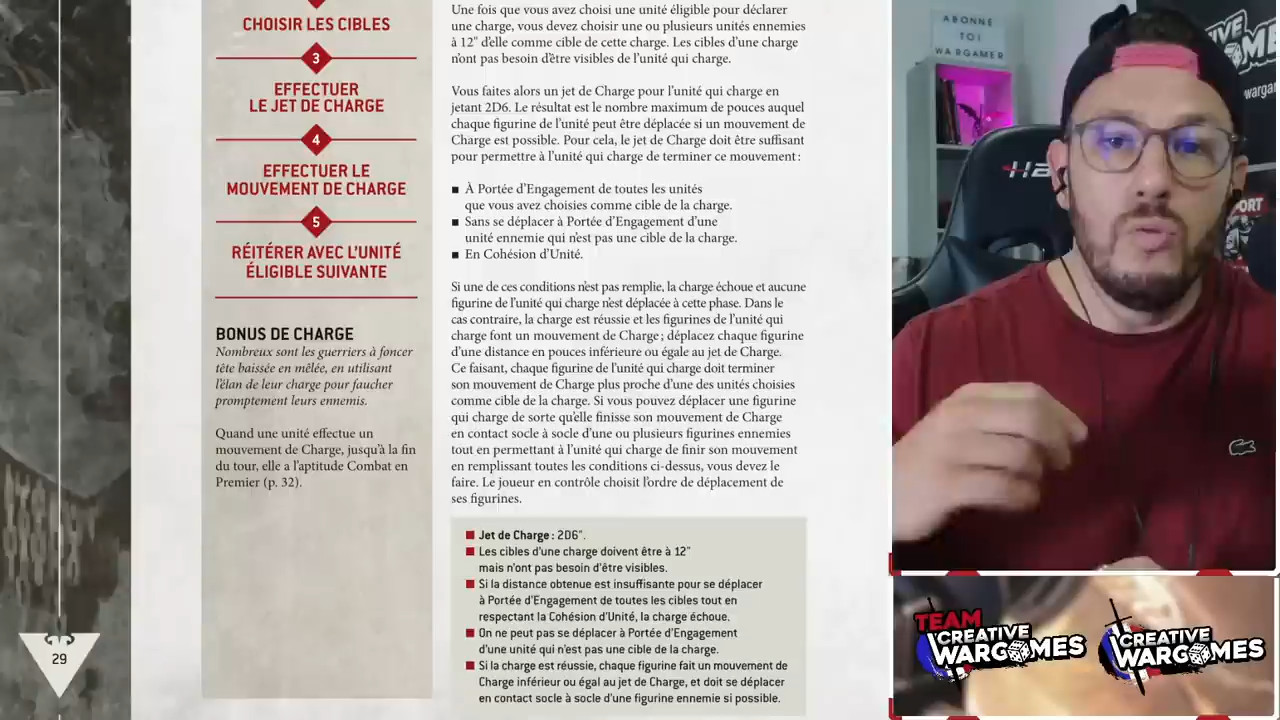 CHOISIR LES CIBLES
3
EFFECTUER
LE JET DE CHARGE
4
EFFECTUER LE
MOUVEMENT DE CHARGE
5
RÉITÉRER AVEC L'UNITÉ
ÉLIGIBLE SUIVANTE
BONUS DE CHARGE
Nombreux sont les guerriers à foncer
tête baissée en mêlée, en utilisant
l'élan de leur charge pour faucher
promptement leurs ennemis.
Quand une unité effectue un
mouvement de Charge, jusqu'à la fin
du tour, elle a l'aptitude Combat en
Premier (p. 32).
29
Une fois que vous avez choisi une unité éligible pour déclarer
une charge, vous devez choisir une ou plusieurs unités ennemies
à 12" d'elle comme cible de cette charge. Les cibles d'une charge
n'ont pas besoin d'être visibles de l'unité qui charge.
Vous faites alors un jet de Charge pour l'unité qui charge en
jetant 2D6. Le résultat est le nombre maximum de pouces auquel
chaque figurine de l'unité peut être déplacée si un mouvement de
Charge est possible. Pour cela, le jet de Charge doit être suffisant
pour permettre à l'unité qui charge de terminer ce mouvement :
■ À Portée d'Engagement de toutes les unités
que vous avez choisies comme cible de la charge.
■ Sans se déplacer à Portée d'Engagement d'une
unité ennemie qui n'est pas une cible de la charge.
■ En Cohésion d'Unité.
Si une de ces conditions n'est pas remplie, la charge échoue et aucune
figurine de l'unité qui charge n'est déplacée à cette phase. Dans le
cas contraire, la charge est réussie et les figurines de l'unité qui
charge font un mouvement de Charge ; déplacez chaque figurine
d'une distance en pouces inférieure ou égale au jet de Charge.
Ce faisant, chaque figurine de l'unité qui charge doit terminer
son mouvement de Charge plus proche d'une des unités choisies
comme cible de la charge. Si vous pouvez déplacer une figurine
qui charge de sorte qu'elle finisse son mouvement de Charge
en contact socle à socle d'une ou plusieurs figurines ennemies
tout en permettant à l'unité qui charge de finir son mouvement
en remplissant toutes les conditions ci-dessus, vous devez le
faire. Le joueur en contrôle choisit l'ordre de déplacement de
ses figurines.
■ Jet de Charge : 2D6".
■ Les cibles d'une charge doivent être à 12"
mais n'ont pas besoin d'être visibles.
■ Si la distance obtenue est insuffisante pour se déplacer
à Portée d'Engagement de toutes les cibles tout en
respectant la Cohésion d'Unité, la charge échoue.
■ On ne peut pas se déplacer à Portée d'Engagement
d'une unité qui n'est pas une cible de la charge.
■ Si la charge est réussie, chaque figurine fait un mouvement de
Charge inférieur ou égal au jet de Charge, et doit se déplacer
en contact socle à socle d'une figurine ennemie si possible.
ABONNE
TOI
WARGAMER
TEAM
CREATIVE
WARGAMES
CREATIVE
WARGAMES